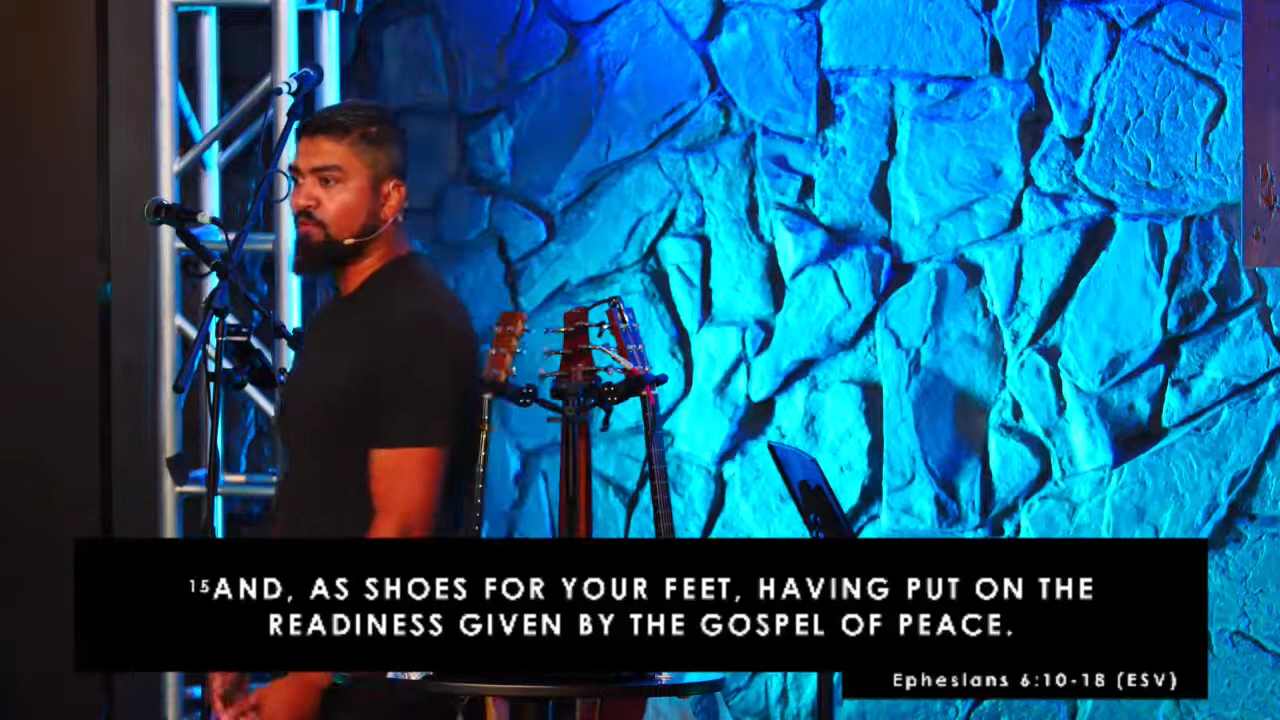 ¹⁵AND, AS SHOES FOR YOUR FEET, HAVING PUT ON THE
READINESS GIVEN BY THE GOSPEL OF PEACE.
Ephesians 6:10-18 (ESV)